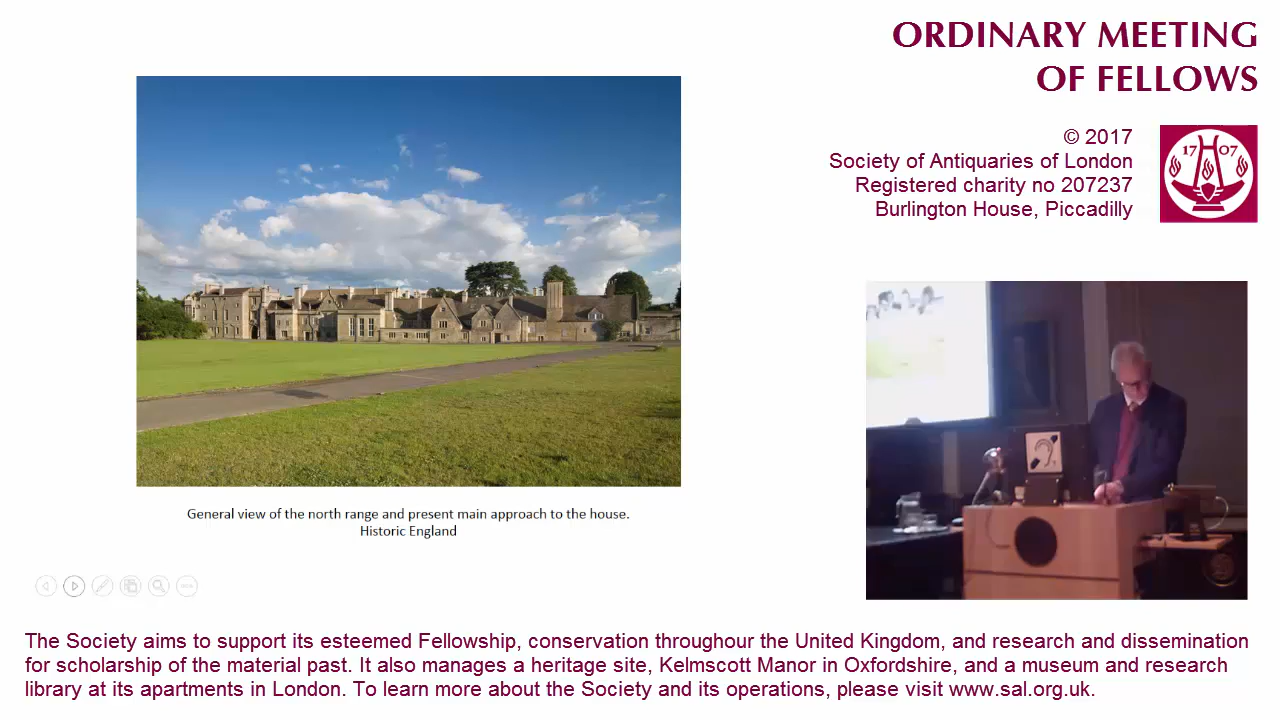 ORDINARY MEETING
OF FELLOWS
© 2017
Society of Antiquaries of London
Registered charity no 207237
Burlington House, Piccadilly
17 07
General view of the north range and present main approach to the house.
Historic England
The Society aims to support its esteemed Fellowship, conservation throughour the United Kingdom, and research and dissemination
for scholarship of the material past. It also manages a heritage site, Kelmscott Manor in Oxfordshire, and a museum and research
library at its apartments in London. To learn more about the Society and its operations, please visit www.sal.org.uk.